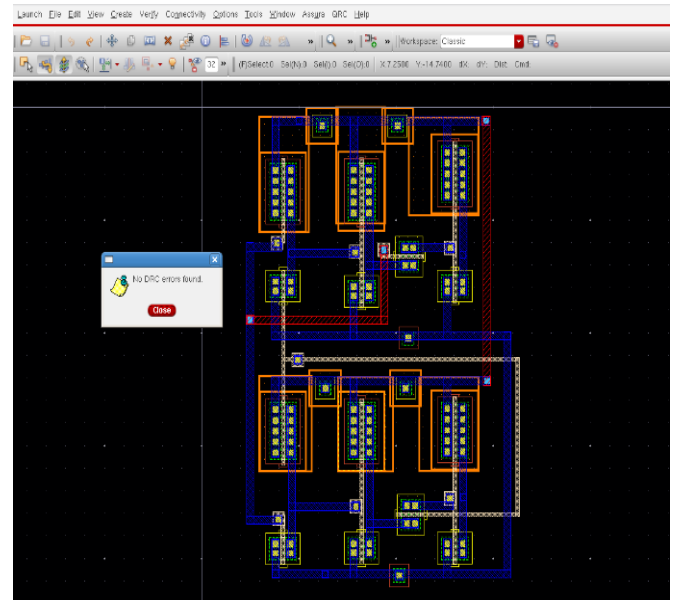 Launch File Edit View Create Verify Connectivity Options Tools Window Assura QRC Help
» » » Workspace: Classic
32 » (F)Select:0 Sel(N):0 Sel(I):0 Sel(O):0 X:7.2500 Y:-14.7400 dX: dY: Dist: Cmd:
No DRC errors found.
Close